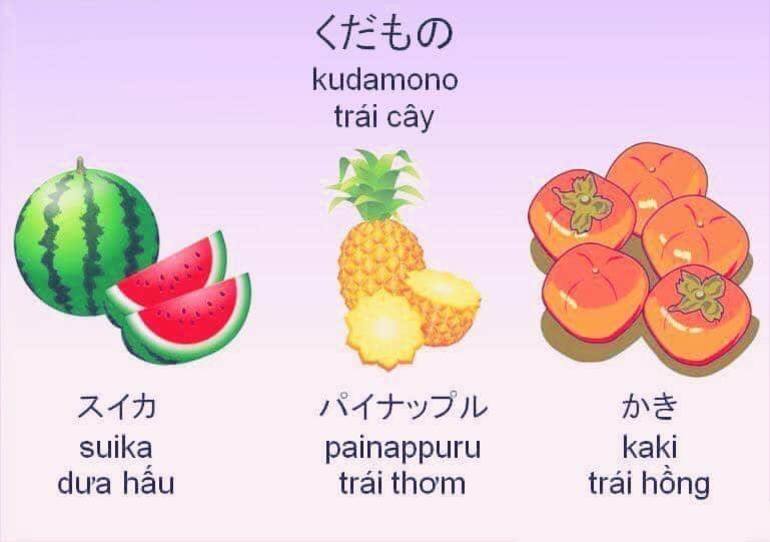 くだもの
kudamono
trái cây
スイカ
suika
dưa hấu
パイナップル
painappuru
trái thơm
かき
kaki
trái hồng